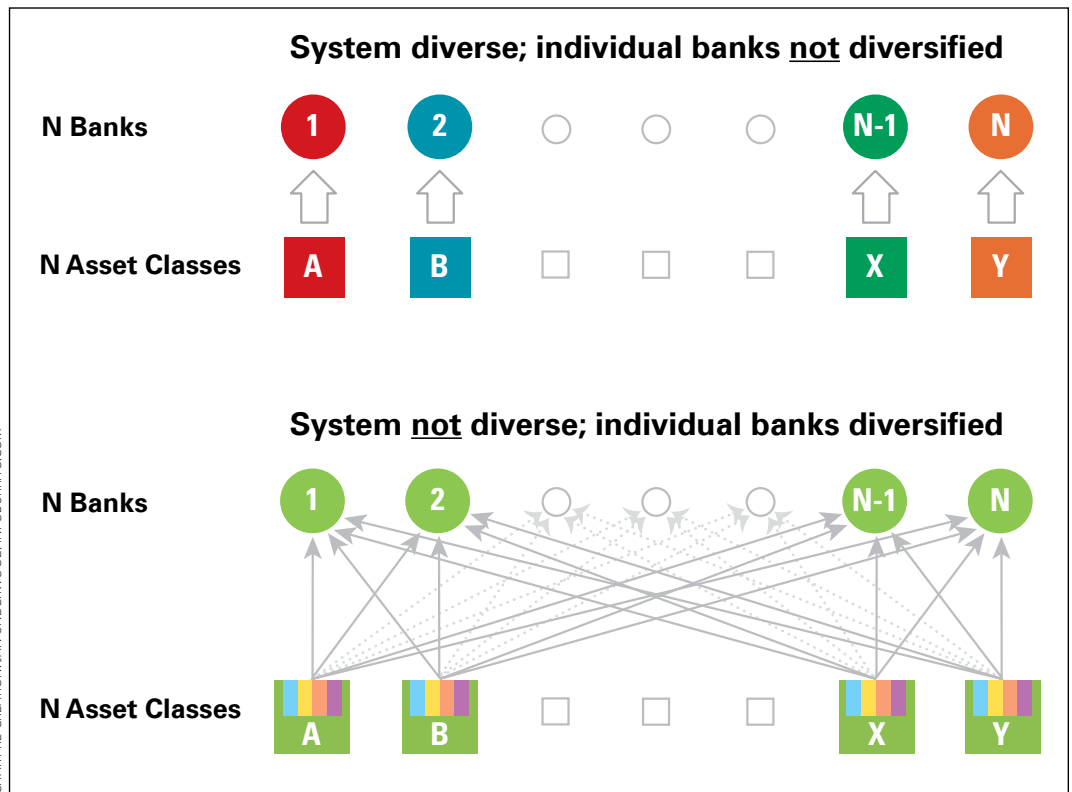 System diverse; individual banks not diversified
N Banks
1 2 N-1 N
N Asset Classes
A B X Y
System not diverse; individual banks diversified
N Banks
1 2 N-1 N
N Asset Classes
A B X Y